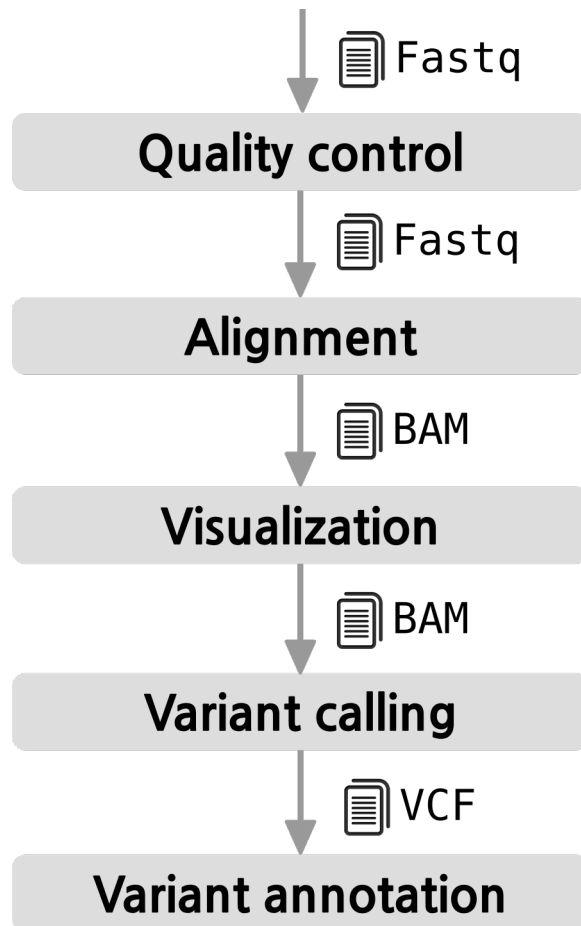 Fastq
Quality control
Fastq
Alignment
BAM
Visualization
BAM
Variant calling
VCF
Variant annotation